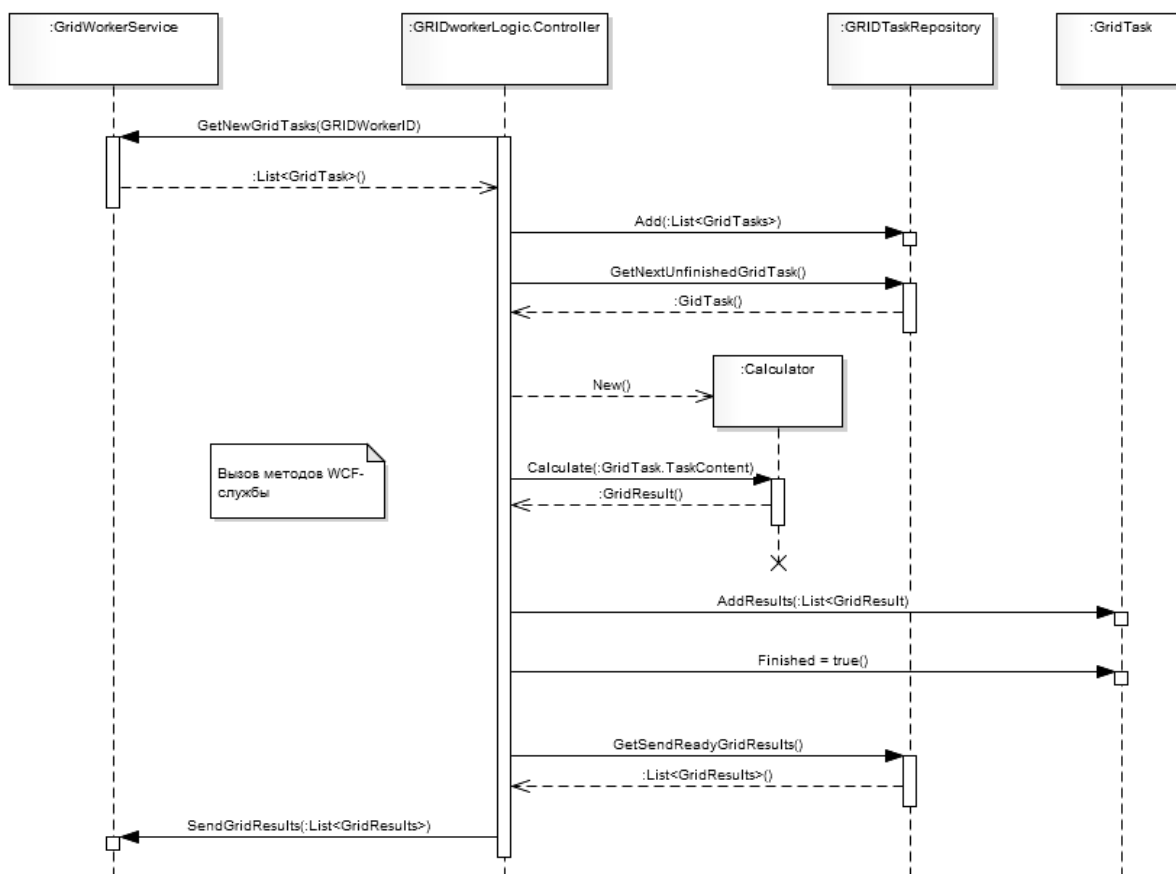 :GridWorkerService
:GRIDworkerLogic.Controller
:GRIDTaskRepository
:GridTask
GetNewGridTasks(GRIDWorkerID)
:List<GridTask>()
Add(:List<GridTasks>)
GetNextUnfinishedGridTask()
:GidTask()
:Calculator
New()
Вызов методов WCF-
службы
Calculate(:GridTask.TaskContent)
:GridResult()
AddResults(:List<GridResult)
Finished = true()
GetSendReadyGridResults()
:List<GridResults>()
SendGridResults(:List<GridResults>)